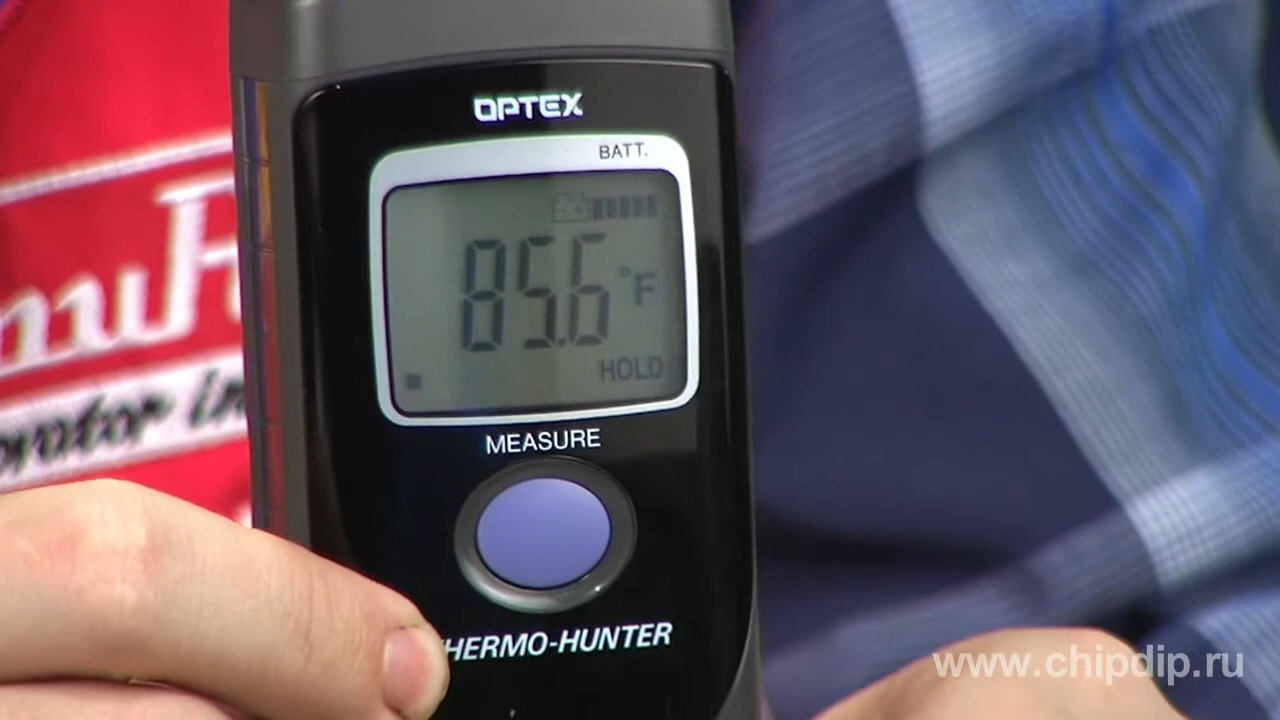 OPTEX
BATT.
85.6 °F
HOLD
MEASURE
HERMO-HUNTER
www.chipdip.ru